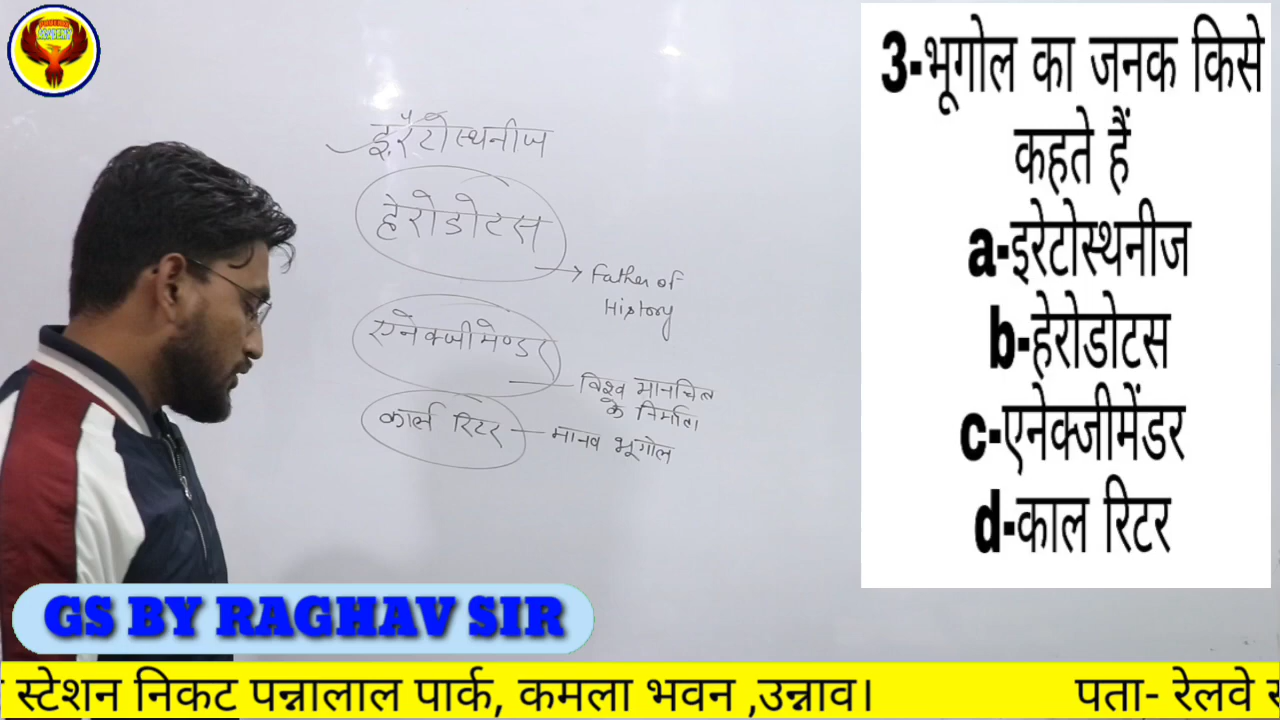 ACADEMY
इरैटोस्थनीज
हेरोडोटस
Father of
History
एनेक्जीमेण्डर
विश्व मानचित्र
के निर्माता
कार्ल रिटर
मानव भूगोल
3-भूगोल का जनक किसे
कहते हैं
a-इरेटोस्थनीज
b-हेरोडोटस
c-एनेक्जीमेंडर
d-काल रिटर
GS BY RAGHAV SIR
स्टेशन निकट पन्नालाल पार्क, कमला भवन ,उन्नाव। पता- रेलवे